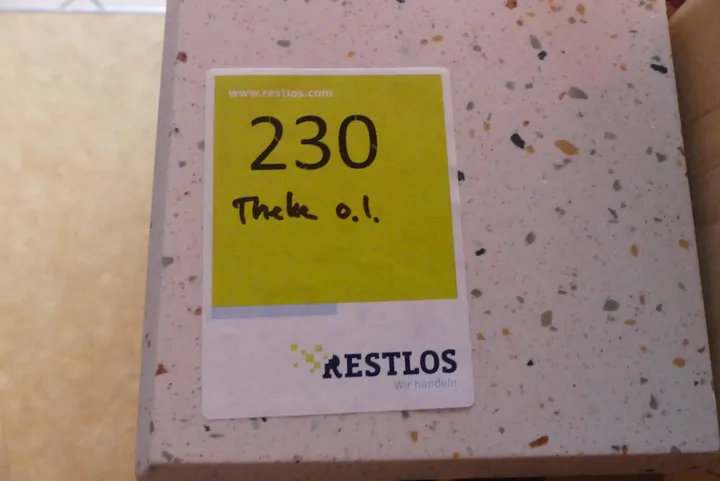 www.restlos.com
230
Theke o.l.
RESTLOS
Wir handeln.